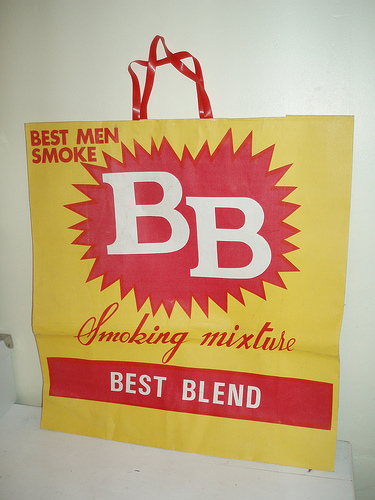 BEST MEN
SMOKE
BB
Smoking mixture
BEST BLEND